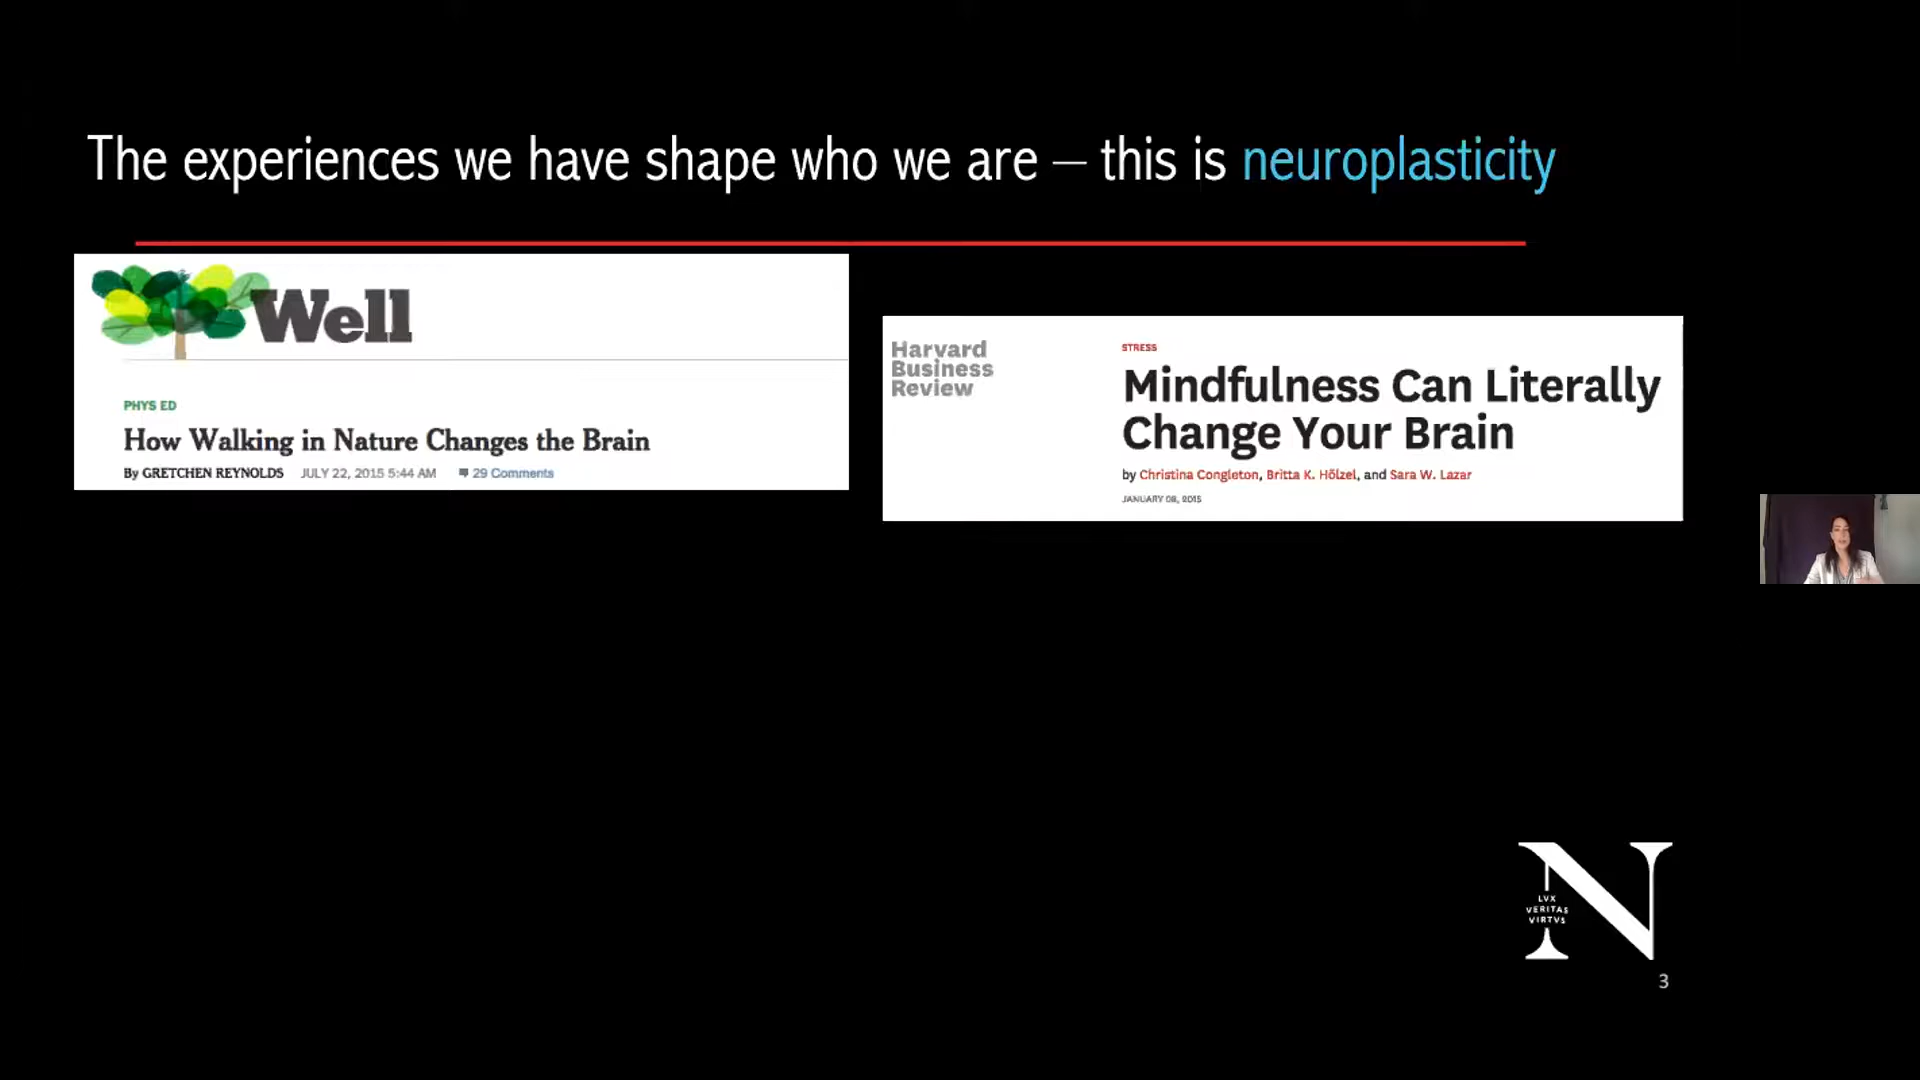 The experiences we have shape who we are – this is neuroplasticity
Well
PHYS ED
How Walking in Nature Changes the Brain
By GRETCHEN REYNOLDS JULY 22, 2015 5:44 AM 29 Comments
Harvard
Business
Review
STRESS
Mindfulness Can Literally
Change Your Brain
by Christina Congleton, Britta K. Hölzel, and Sara W. Lazar
JANUARY 08, 2015
N
LVX
VERITAS
VIRTVS
3